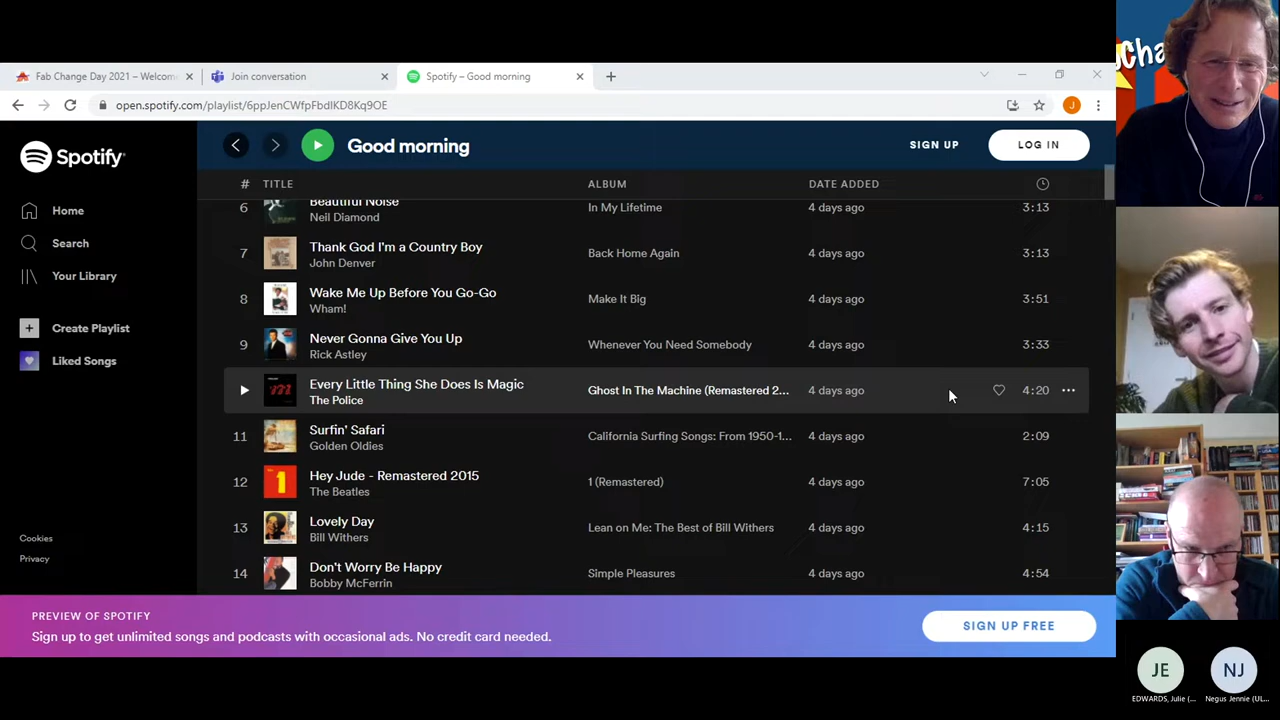 Fab Change Day 2021 – Welcome
Join conversation
Spotify – Good morning
open.spotify.com/playlist/6ppJenCWfpFbdlKD8Kq9OE
J
Spotify
Good morning
SIGN UP
LOG IN
# TITLE ALBUM DATE ADDED
Home
Search
Your Library
Create Playlist
Liked Songs
Cookies
Privacy
6 Beautiful Noise In My Lifetime 4 days ago 3:13
Neil Diamond
7 Thank God I'm a Country Boy Back Home Again 4 days ago 3:13
John Denver
8 Wake Me Up Before You Go-Go Make It Big 4 days ago 3:51
Wham!
9 Never Gonna Give You Up Whenever You Need Somebody 4 days ago 3:33
Rick Astley
Every Little Thing She Does Is Magic Ghost In The Machine (Remastered 2... 4 days ago 4:20
The Police
11 Surfin' Safari California Surfing Songs: From 1950-1... 4 days ago 2:09
Golden Oldies
12 Hey Jude - Remastered 2015 1 (Remastered) 4 days ago 7:05
The Beatles
13 Lovely Day Lean on Me: The Best of Bill Withers 4 days ago 4:15
Bill Withers
14 Don't Worry Be Happy Simple Pleasures 4 days ago 4:54
Bobby McFerrin
PREVIEW OF SPOTIFY
Sign up to get unlimited songs and podcasts with occasional ads. No credit card needed.
SIGN UP FREE
JE
NJ
EDWARDS, Julie (...
Negus Jennie (UL...